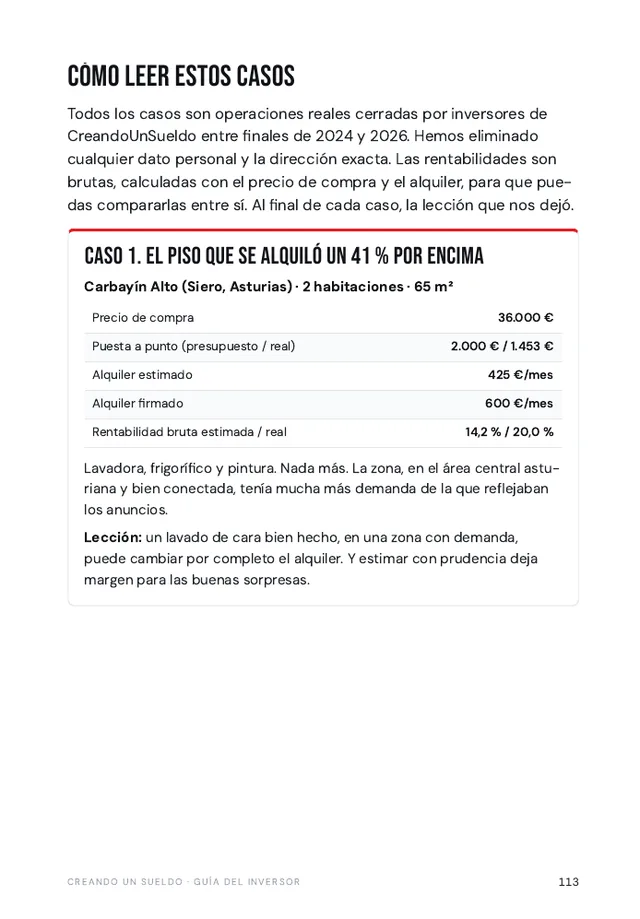 CÓMO LEER ESTOS CASOS
Todos los casos son operaciones reales cerradas por inversores de
CreandoUnSueldo entre finales de 2024 y 2026. Hemos eliminado
cualquier dato personal y la dirección exacta. Las rentabilidades son
brutas, calculadas con el precio de compra y el alquiler, para que pue-
das compararlas entre sí. Al final de cada caso, la lección que nos dejó.
CASO 1. EL PISO QUE SE ALQUILÓ UN 41 % POR ENCIMA
Carbayín Alto (Siero, Asturias) · 2 habitaciones · 65 m²
Precio de compra 36.000 €
Puesta a punto (presupuesto / real) 2.000 € / 1.453 €
Alquiler estimado 425 €/mes
Alquiler firmado 600 €/mes
Rentabilidad bruta estimada / real 14,2 % / 20,0 %
Lavadora, frigorífico y pintura. Nada más. La zona, en el área central astu-
riana y bien conectada, tenía mucha más demanda de la que reflejaban
los anuncios.
Lección: un lavado de cara bien hecho, en una zona con demanda,
puede cambiar por completo el alquiler. Y estimar con prudencia deja
margen para las buenas sorpresas.
CREANDO UN SUELDO · GUÍA DEL INVERSOR 113